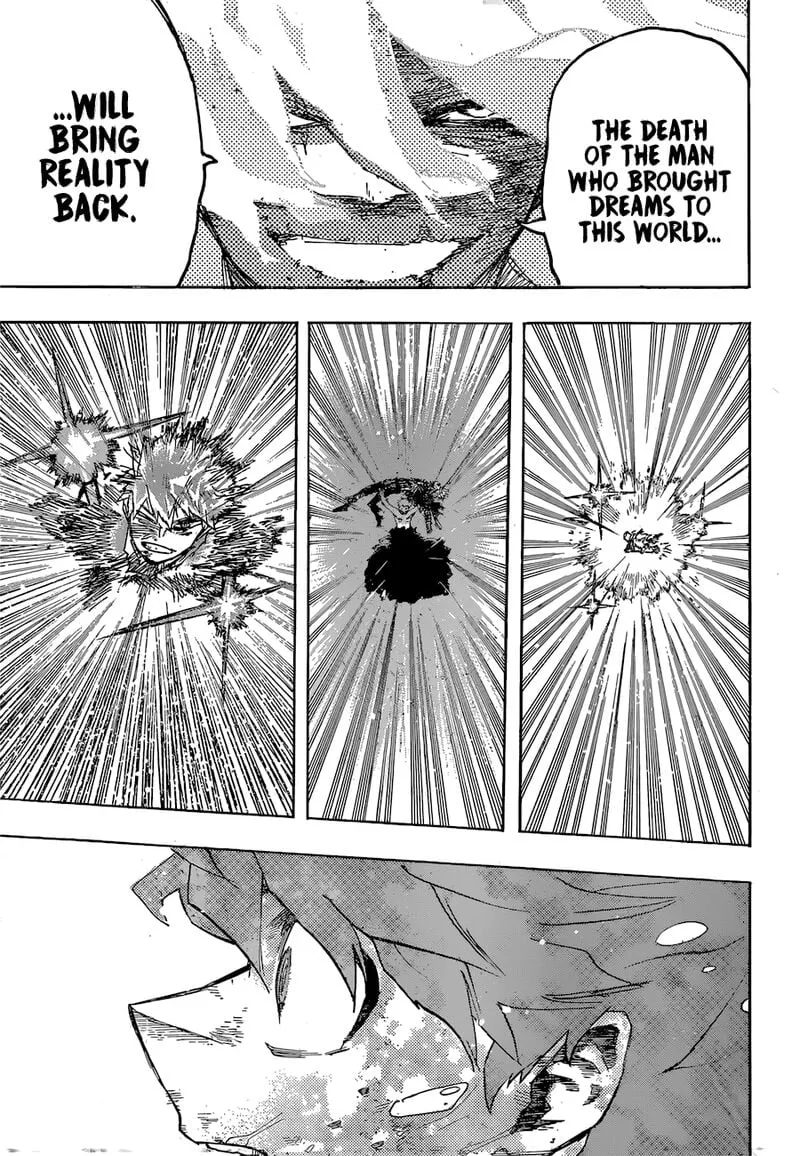 THE DEATH
OF THE MAN
WHO BROUGHT
DREAMS TO
THIS WORLD...
...WILL
BRING
REALITY
BACK.